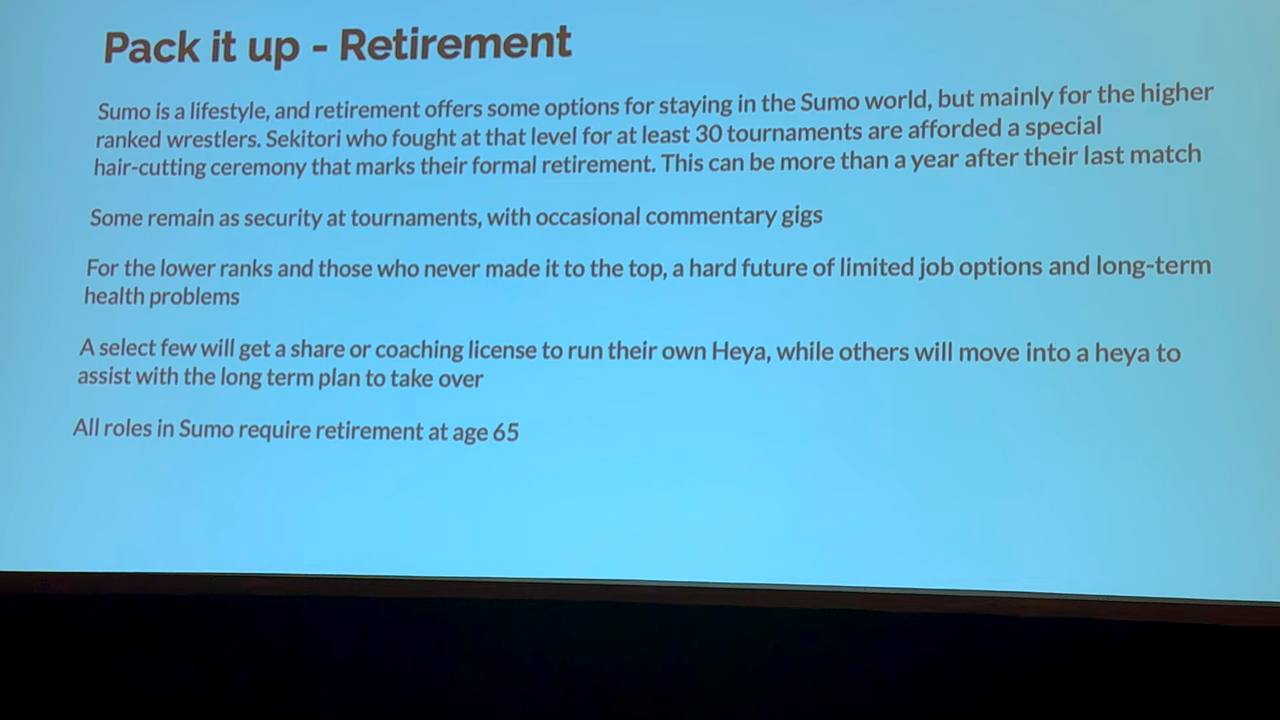 Pack it up - Retirement
Sumo is a lifestyle, and retirement offers some options for staying in the Sumo world, but mainly for the higher
ranked wrestlers. Sekitori who fought at that level for at least 30 tournaments are afforded a special
hair-cutting ceremony that marks their formal retirement. This can be more than a year after their last match
Some remain as security at tournaments, with occasional commentary gigs
For the lower ranks and those who never made it to the top, a hard future of limited job options and long-term
health problems
A select few will get a share or coaching license to run their own Heya, while others will move into a heya to
assist with the long term plan to take over
All roles in Sumo require retirement at age 65